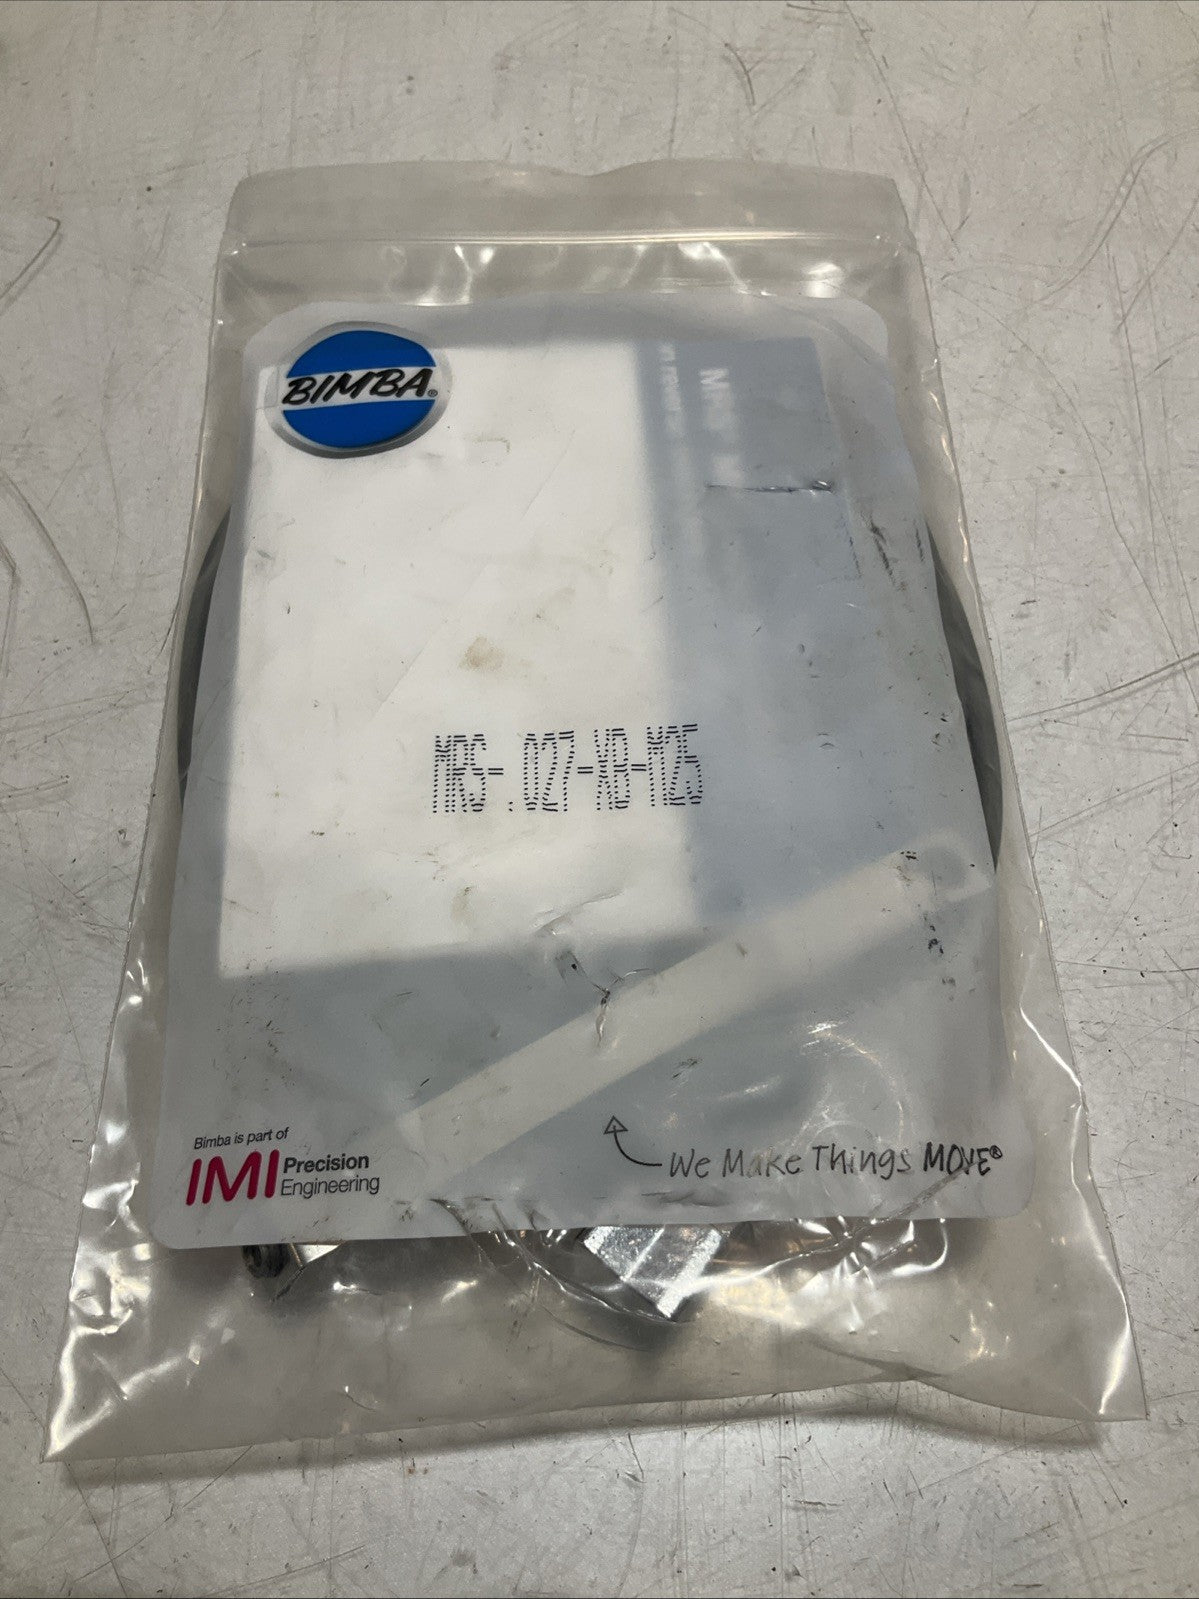 BIMBA®
MRS-.027-XB-M25
Bimba is part of
IMI Precision
Engineering
We Make Things MOVE®